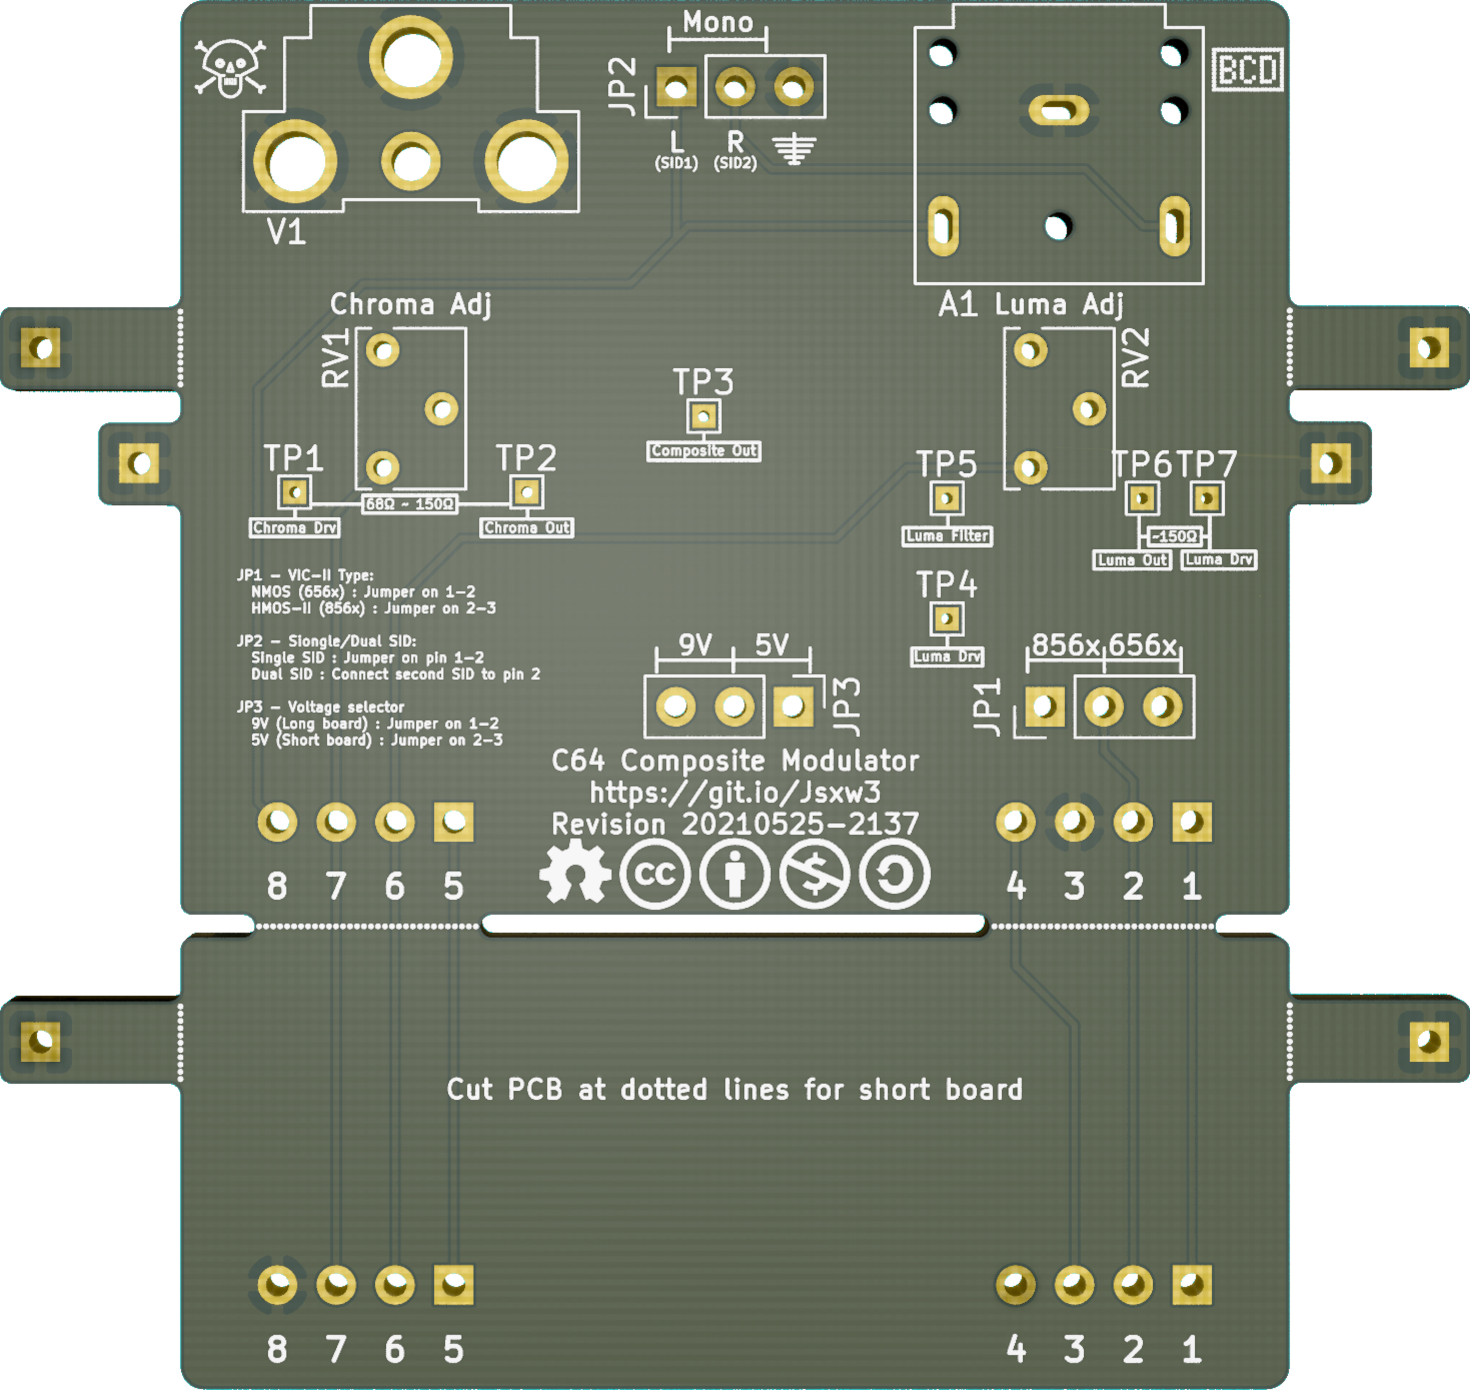 Mono
BCD
JP2
L
R
(SID1)
(SID2)
V1
A1
Chroma Adj
Luma Adj
RV1
RV2
TP3
Composite Out
TP1
TP2
68Ω ~ 150Ω
Chroma Drv
Chroma Out
TP5
Luma Filter
TP6
TP7
~150Ω
Luma Out
Luma Drv
TP4
Luma Drv
JP1 - VIC-II Type:
NMOS (656x) : Jumper on 1-2
HMOS-II (856x) : Jumper on 2-3
JP2 - Siongle/Dual SID:
Single SID : Jumper on pin 1-2
Dual SID : Connect second SID to pin 2
JP3 - Voltage selector
9V (Long board) : Jumper on 1-2
5V (Short board) : Jumper on 2-3
9V
5V
JP3
856x
656x
JP1
C64 Composite Modulator
https://git.io/Jsxw3
Revision 20210525-2137
cc
$
8 7 6 5
4 3 2 1
Cut PCB at dotted lines for short board
8 7 6 5
4 3 2 1